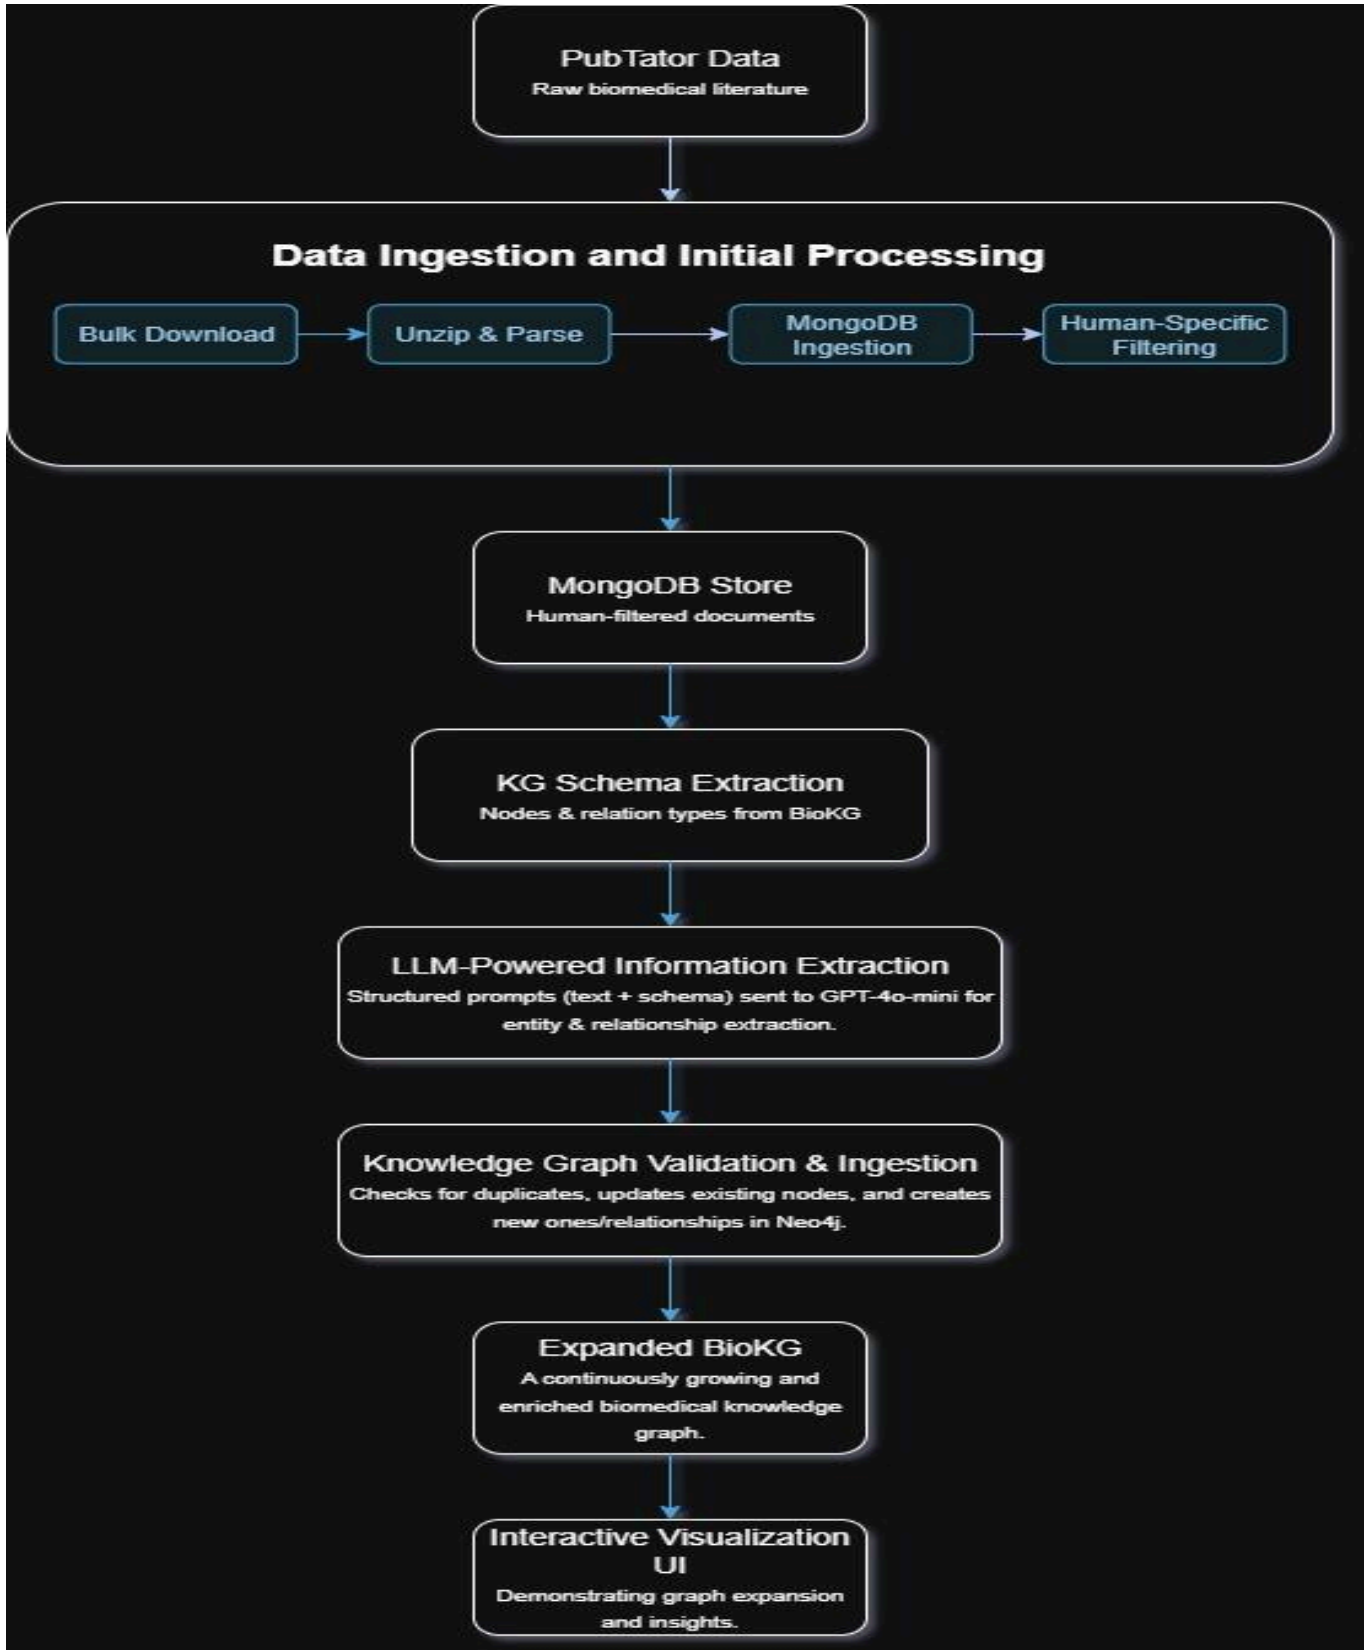 PubTator Data
Raw biomedical literature
Data Ingestion and Initial Processing
Bulk Download
Unzip & Parse
MongoDB
Ingestion
Human-Specific
Filtering
MongoDB Store
Human-filtered documents
KG Schema Extraction
Nodes & relation types from BioKG
LLM-Powered Information Extraction
Structured prompts (text + schema) sent to GPT-4o-mini for
entity & relationship extraction.
Knowledge Graph Validation & Ingestion
Checks for duplicates, updates existing nodes, and creates
new ones/relationships in Neo4j.
Expanded BioKG
A continuously growing and
enriched biomedical knowledge
graph.
Interactive Visualization
UI
Demonstrating graph expansion
and insights.